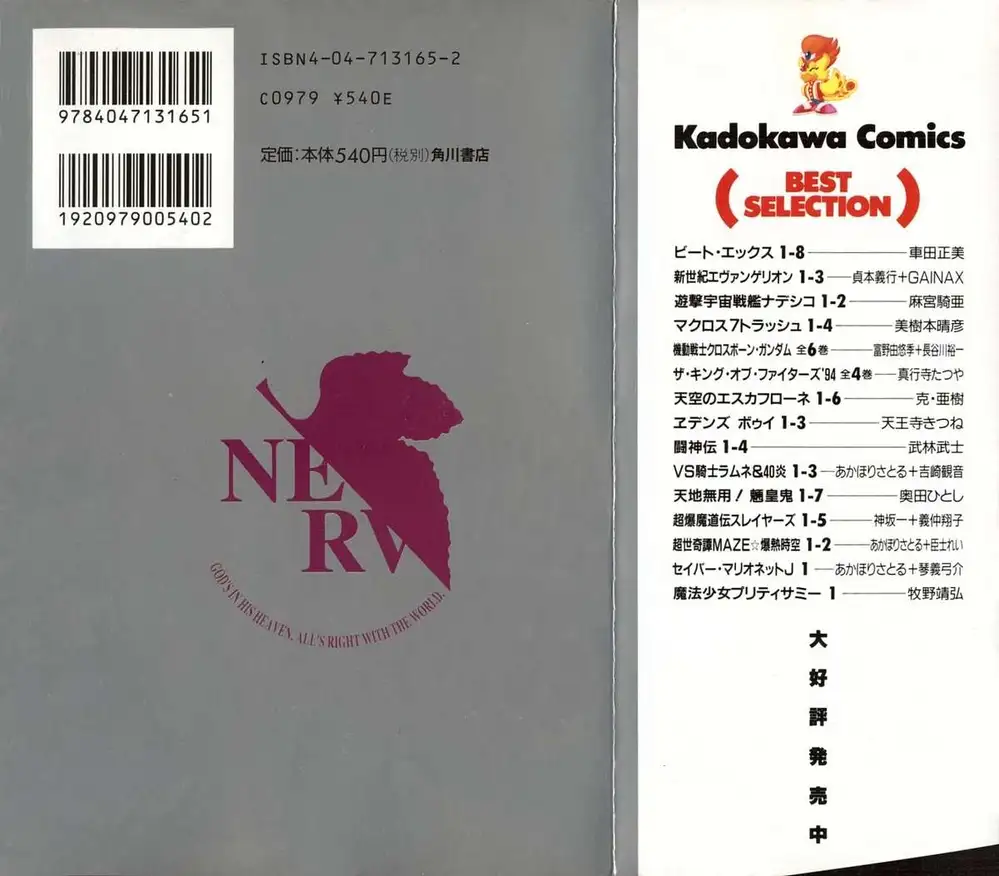 9784047131651
1920979005402
ISBN4-04-713165-2
C0979 ¥540E
定価：本体540円(税別)角川書店
NERV
GOD'S IN HIS HEAVEN, ALL'S RIGHT WITH THE WORLD.
Kadokawa Comics
(BEST SELECTION)
ビート・エックス 1-8 車田正美
新世紀エヴァンゲリオン 1-3 貞本義行+GAINAX
遊撃宇宙戦艦ナデシコ 1-2 麻宮騎亜
マクロス7トラッシュ 1-4 美樹本晴彦
機動戦士クロスボーン・ガンダム 全6巻 富野由悠季+長谷川裕一
ザ・キング・オブ・ファイターズ'94 全4巻 真行寺たつや
天空のエスカフローネ 1-6 克・亜樹
ヱデンズ ボゥイ 1-3 天王寺きつね
闘神伝 1-4 武林武士
VS騎士ラムネ&40炎 1-3 あかほりさとる+吉崎観音
天地無用！魎皇鬼 1-7 奥田ひとし
超爆魔道伝スレイヤーズ 1-5 神坂一+義仲翔子
超世奇譚MAZE☆爆熱時空 1-2 あかほりさとる+臣士れい
セイバー・マリオネットJ 1 あかほりさとる+琴義弓介
魔法少女プリティサミー 1 牧野靖弘
大好評発売中